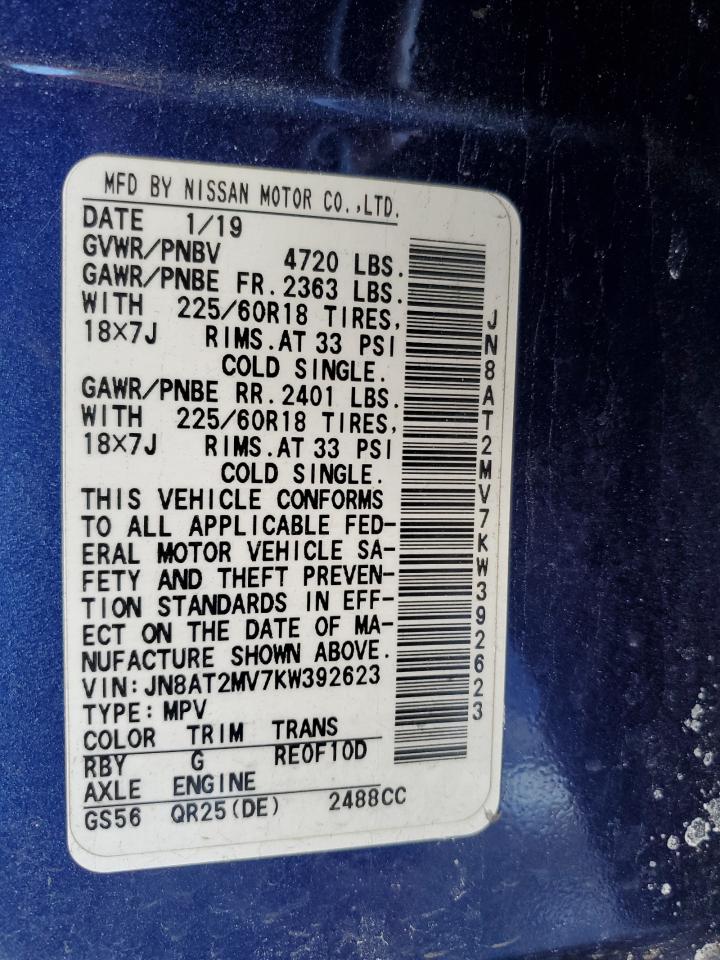 MFD BY NISSAN MOTOR CO.,LTD.
DATE 1/19
GVWR/PNBV 4720 LBS.
GAWR/PNBE FR.2363 LBS.
WITH 225/60R18 TIRES,
18×7J RIMS.AT 33 PSI
COLD SINGLE.
GAWR/PNBE RR.2401 LBS.
WITH 225/60R18 TIRES,
18×7J RIMS.AT 33 PSI
COLD SINGLE.
THIS VEHICLE CONFORMS
TO ALL APPLICABLE FED-
ERAL MOTOR VEHICLE SA-
FETY AND THEFT PREVEN-
TION STANDARDS IN EFF-
ECT ON THE DATE OF MA-
NUFACTURE SHOWN ABOVE.
VIN:JN8AT2MV7KW392623
TYPE:MPV
COLOR TRIM TRANS
RBY G RE0F10D
AXLE ENGINE
GS56 QR25(DE) 2488CC
JN8AT2MV7KW392623